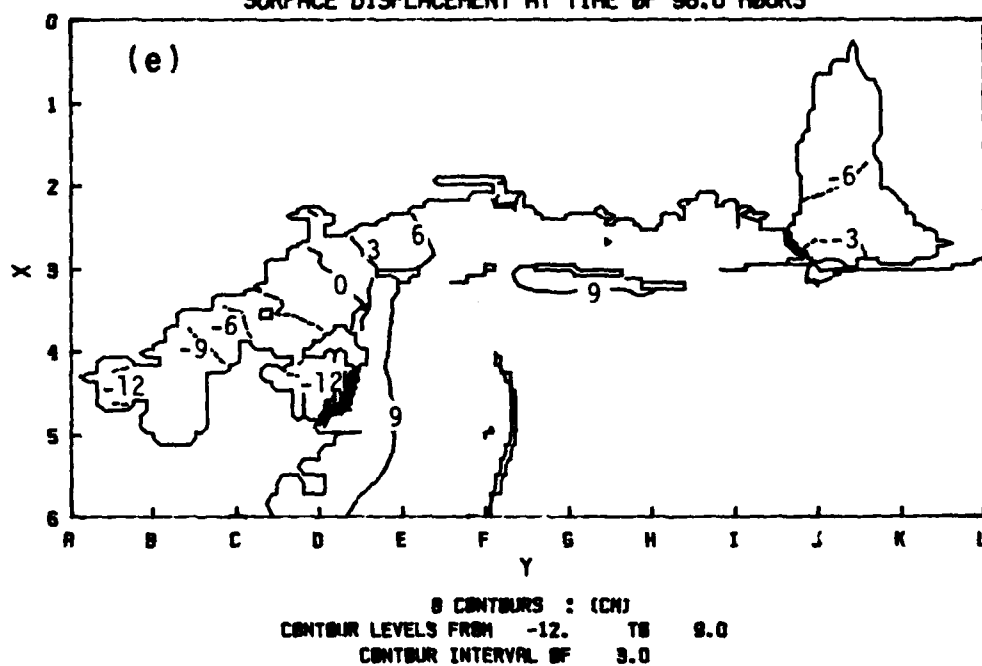 SURFACE DISPLACEMENT AT TIME OF 96.0 HOURS
(e)
0
1
2
3
4
5
6
X
-6
-3
6
3
0
9
-6
-9
-12
-12
9
A B C D E F G H I J K L
Y
8 CONTOURS : (CM)
CONTOUR LEVELS FROM -12. TO 9.0
CONTOUR INTERVAL OF 3.0